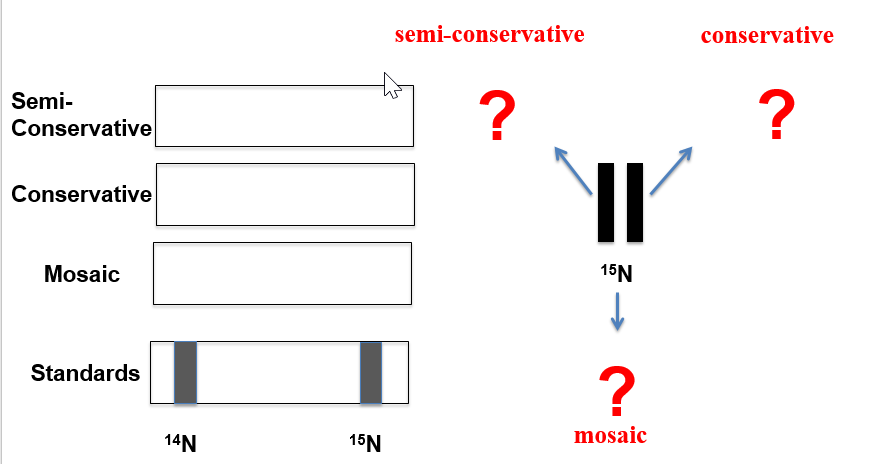 semi-conservative
conservative
Semi-
Conservative
?
?
Conservative
¹⁵N
Mosaic
Standards
?
mosaic
¹⁴N
¹⁵N